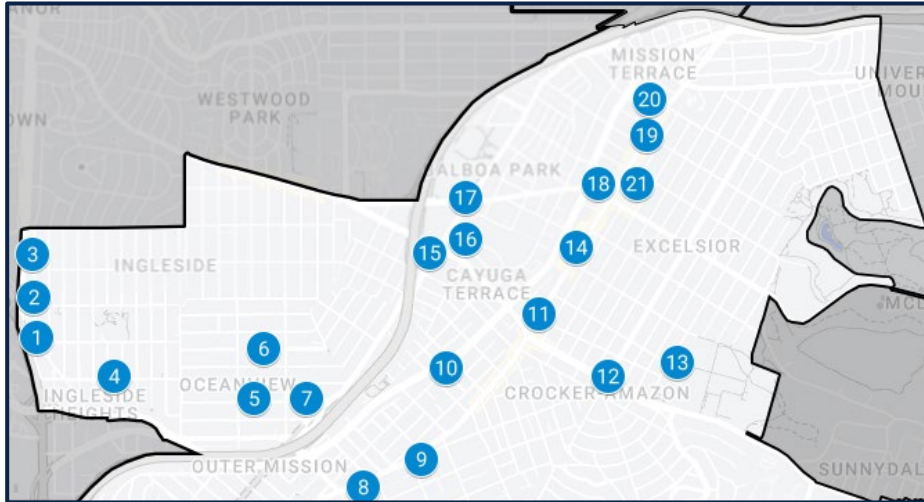 ANOR
MISSION
TERRACE
UNIVER
MOU
WESTWOOD
PARK
OWN
20
19
ALBOA PARK
18
21
17
16
15
14
3
INGLESIDE
EXCELSIOR
CAYUGA
TERRACE
2
MCL
11
1
6
10
13
4
12
INGLESIDE
HEIGHTS
OCEANVIEW
5
7
CROCKER-AMAZON
9
OUTER MISSION
8
SUNNYDAL